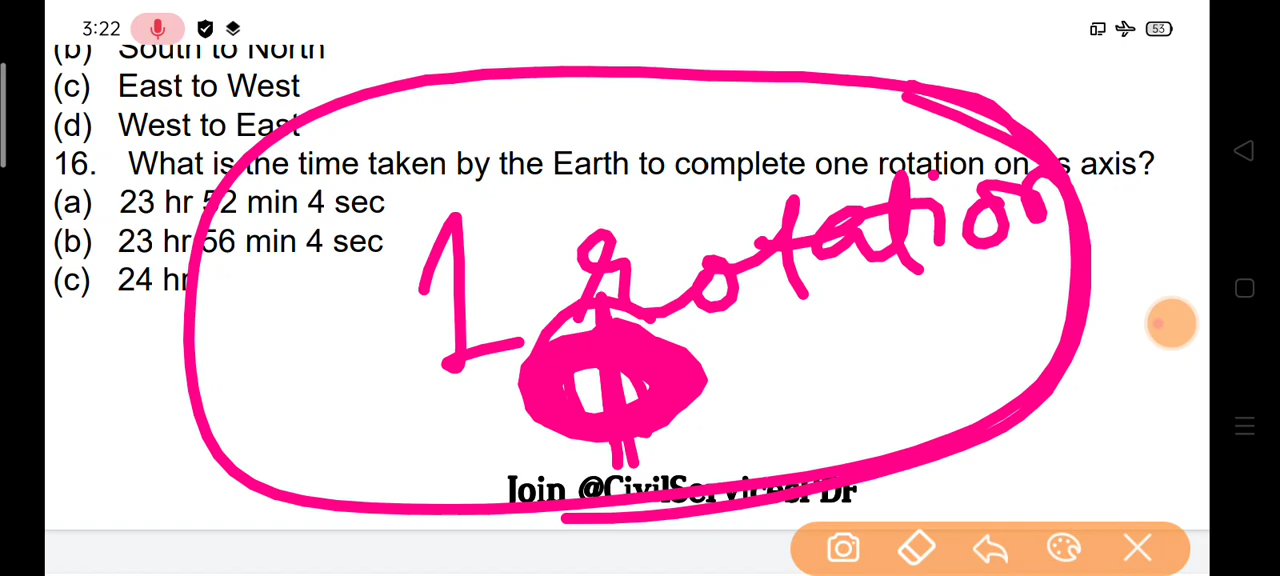 3:22
53
(b) South to North
(c) East to West
(d) West to East
16. What is the time taken by the Earth to complete one rotation on its axis?
(a) 23 hr 52 min 4 sec
(b) 23 hr 56 min 4 sec
(c) 24 hr
1 rotation
Join @CivilServicesPDF